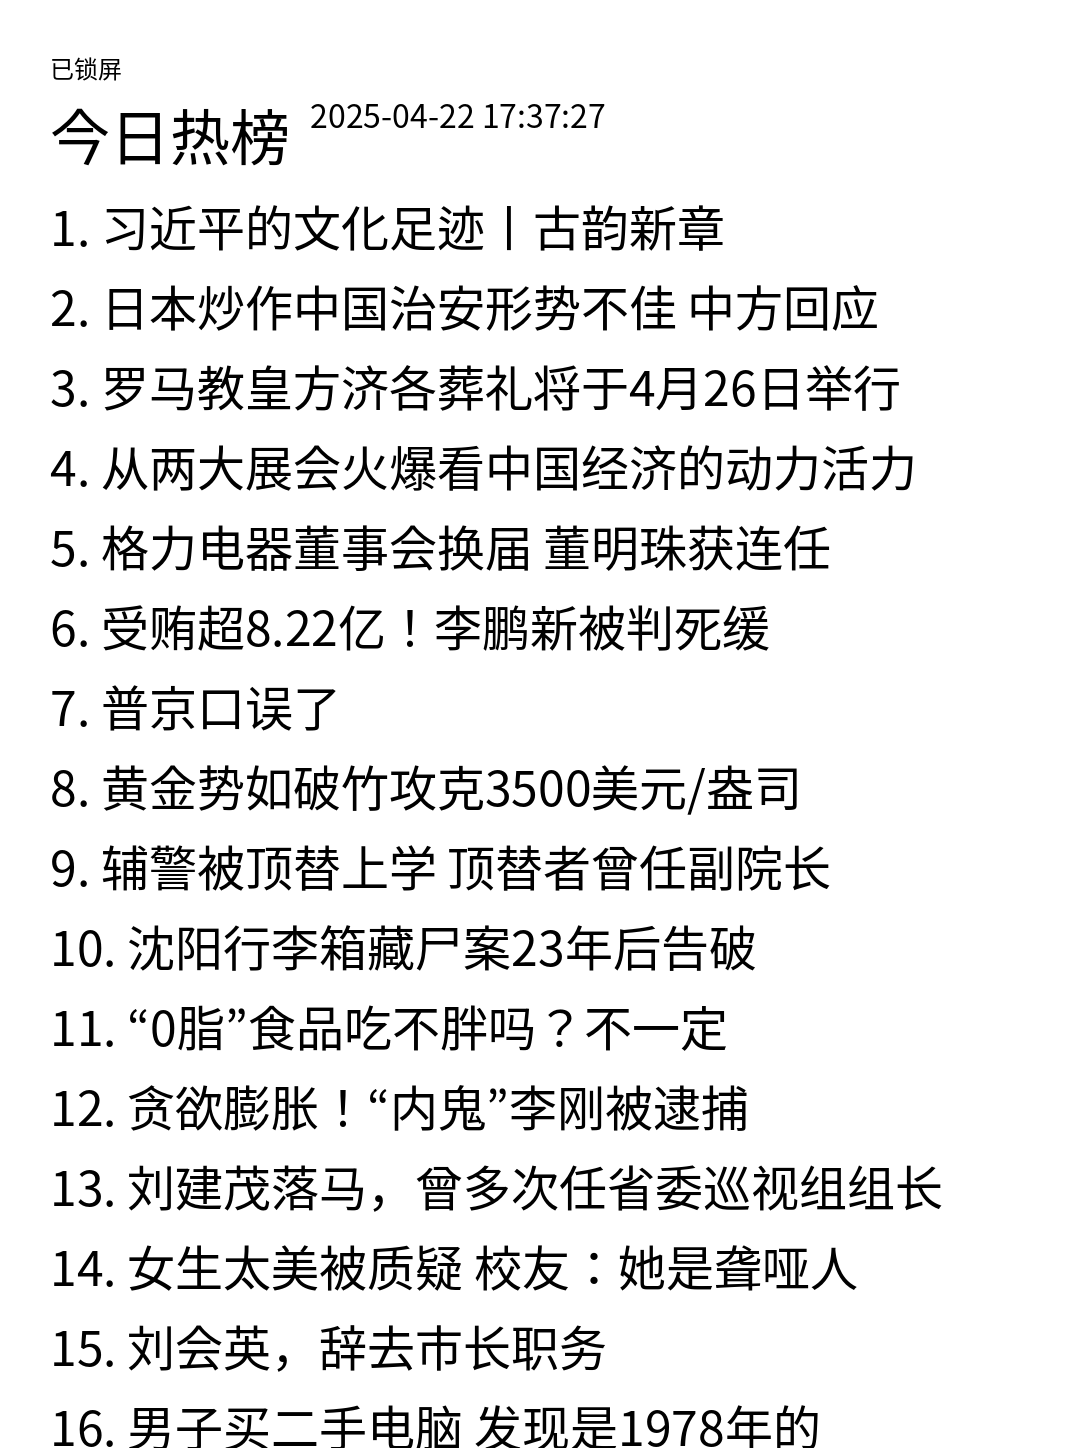 已锁屏
今日热榜 2025-04-22 17:37:27
1. 习近平的文化足迹丨古韵新章
2. 日本炒作中国治安形势不佳 中方回应
3. 罗马教皇方济各葬礼将于4月26日举行
4. 从两大展会火爆看中国经济的动力活力
5. 格力电器董事会换届 董明珠获连任
6. 受贿超8.22亿！李鹏新被判死缓
7. 普京口误了
8. 黄金势如破竹攻克3500美元/盎司
9. 辅警被顶替上学 顶替者曾任副院长
10. 沈阳行李箱藏尸案23年后告破
11. “0脂”食品吃不胖吗？不一定
12. 贪欲膨胀！“内鬼”李刚被逮捕
13. 刘建茂落马，曾多次任省委巡视组组长
14. 女生太美被质疑 校友：她是聋哑人
15. 刘会英，辞去市长职务
16. 男子买二手电脑 发现是1978年的